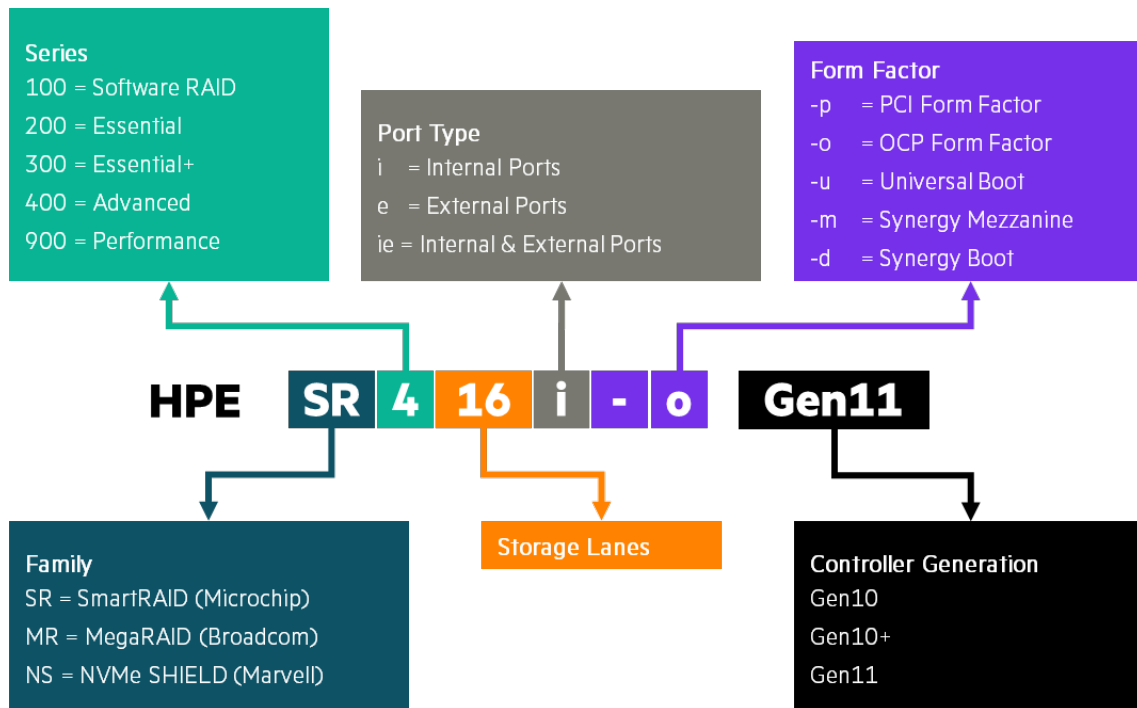 Series
100 = Software RAID
200 = Essential
300 = Essential+
400 = Advanced
900 = Performance
Port Type
i = Internal Ports
e = External Ports
ie = Internal & External Ports
Form Factor
-p = PCI Form Factor
-o = OCP Form Factor
-u = Universal Boot
-m = Synergy Mezzanine
-d = Synergy Boot
HPE SR 4 16 i - o Gen11
Family
SR = SmartRAID (Microchip)
MR = MegaRAID (Broadcom)
NS = NVMe SHIELD (Marvell)
Storage Lanes
Controller Generation
Gen10
Gen10+
Gen11